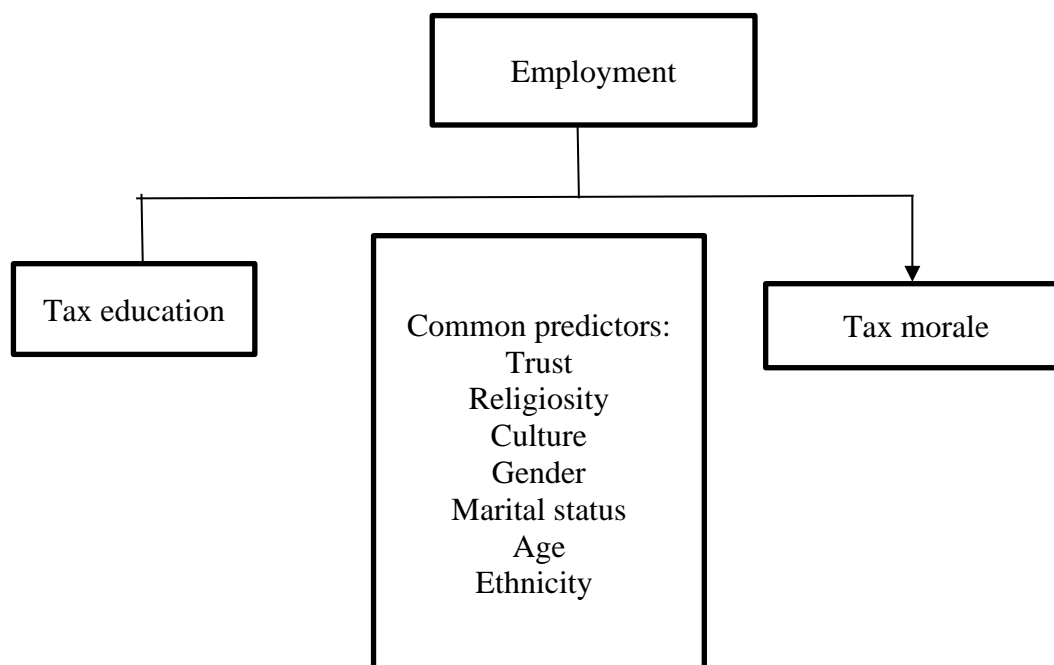 Employment
Tax education
Common predictors:
Trust
Religiosity
Culture
Gender
Marital status
Age
Ethnicity
Tax morale